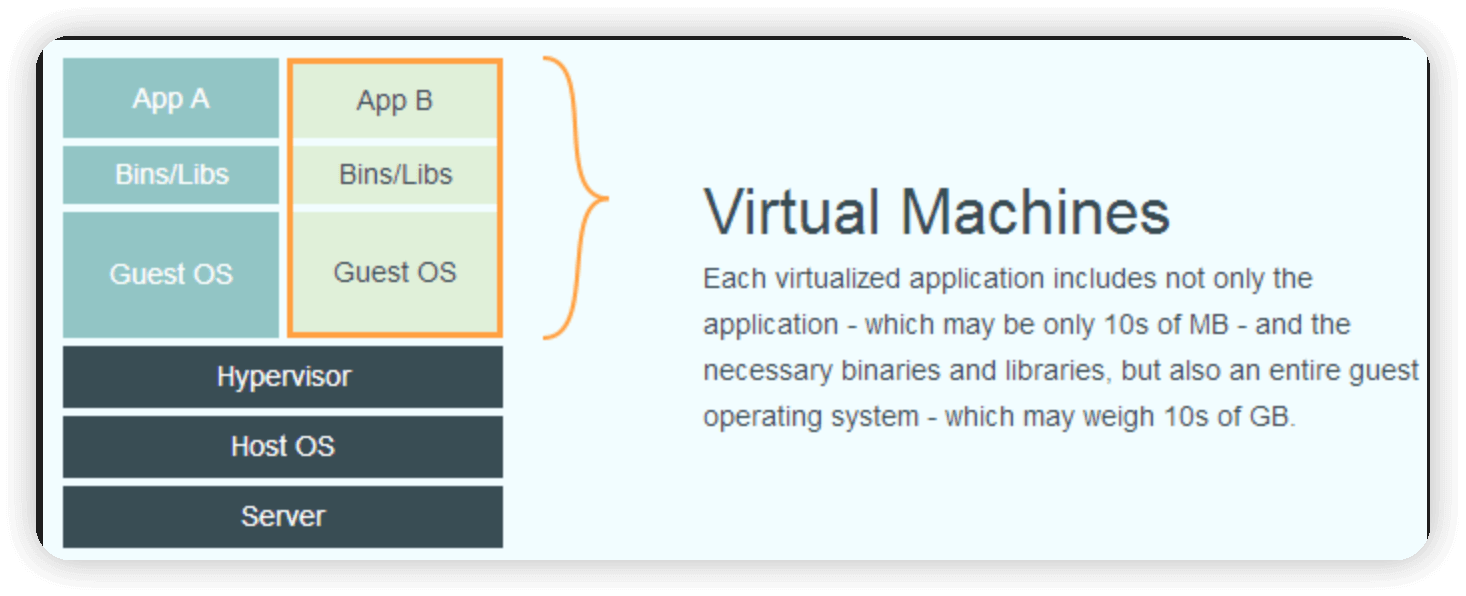 App A
App B
Bins/Libs
Bins/Libs
Guest OS
Guest OS
Hypervisor
Host OS
Server
Virtual Machines
Each virtualized application includes not only the
application - which may be only 10s of MB - and the
necessary binaries and libraries, but also an entire guest
operating system - which may weigh 10s of GB.